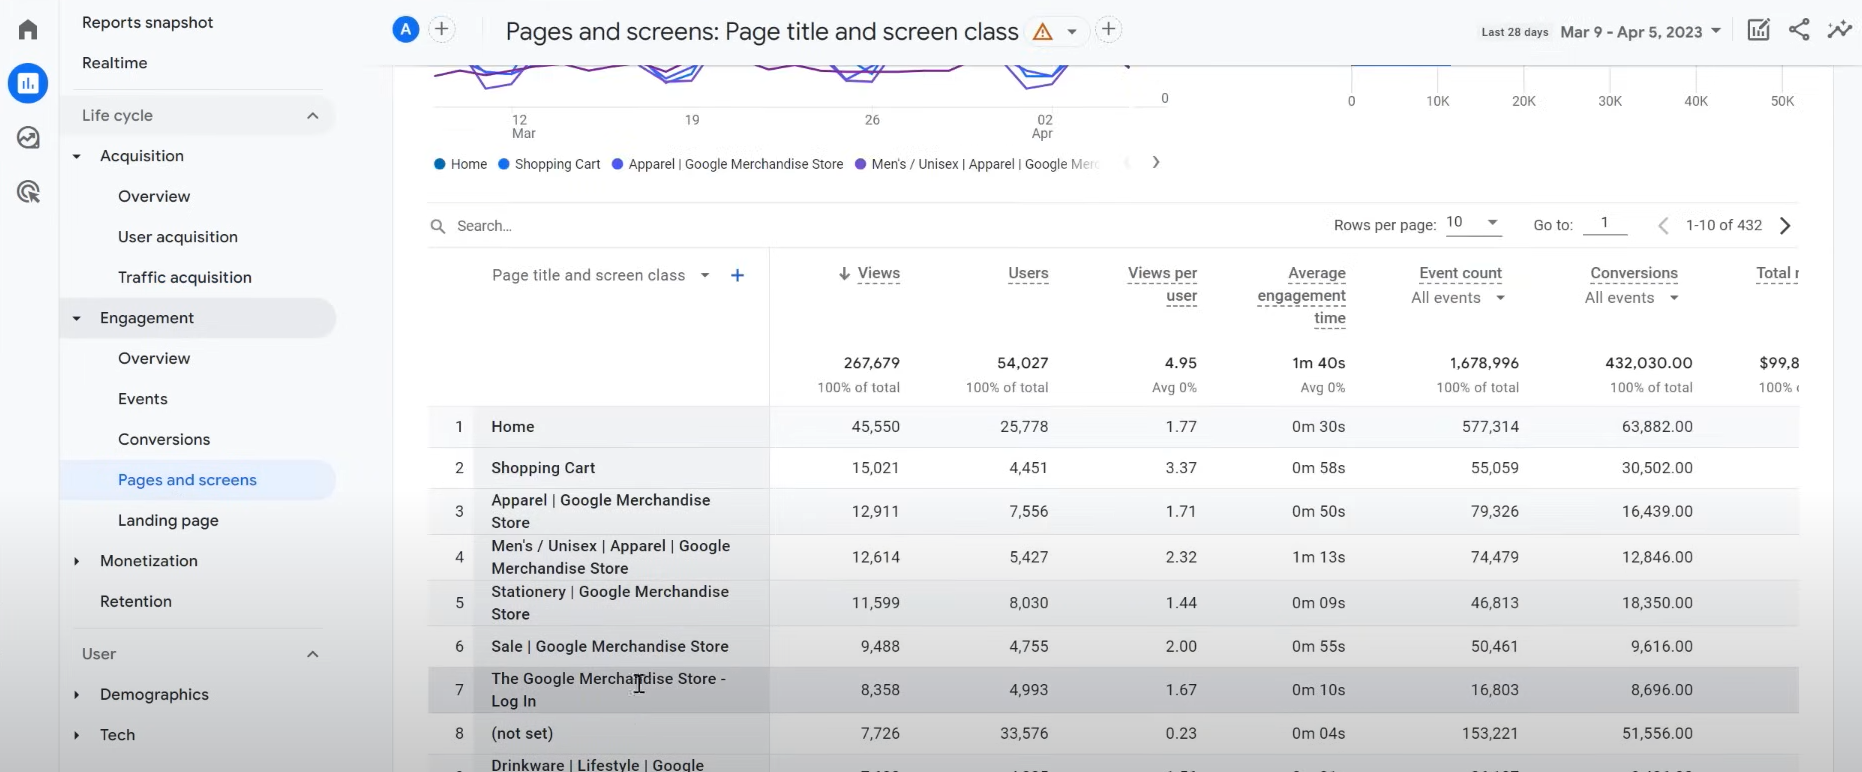 Reports snapshot
Realtime
Life cycle
Acquisition
Overview
User acquisition
Traffic acquisition
Engagement
Overview
Events
Conversions
Pages and screens
Landing page
Monetization
Retention
User
Demographics
Tech
A
Pages and screens: Page title and screen class
Last 28 days Mar 9 - Apr 5, 2023
0
12
Mar
19
26
02
Apr
0 10K 20K 30K 40K 50K
Home Shopping Cart Apparel | Google Merchandise Store Men's / Unisex | Apparel | Google Merc
Search...
Rows per page: 10 Go to: 1 1-10 of 432
Page title and screen class
Views
Users
Views per
user
Average
engagement
time
Event count
All events
Conversions
All events
Total r
267,679 54,027 4.95 1m 40s 1,678,996 432,030.00 $99,8
100% of total 100% of total Avg 0% Avg 0% 100% of total 100% of total 100%
1 Home 45,550 25,778 1.77 0m 30s 577,314 63,882.00
2 Shopping Cart 15,021 4,451 3.37 0m 58s 55,059 30,502.00
3 Apparel | Google Merchandise
Store 12,911 7,556 1.71 0m 50s 79,326 16,439.00
4 Men's / Unisex | Apparel | Google
Merchandise Store 12,614 5,427 2.32 1m 13s 74,479 12,846.00
5 Stationery | Google Merchandise
Store 11,599 8,030 1.44 0m 09s 46,813 18,350.00
6 Sale | Google Merchandise Store 9,488 4,755 2.00 0m 55s 50,461 9,616.00
7 The Google Merchandise Store -
Log In 8,358 4,993 1.67 0m 10s 16,803 8,696.00
8 (not set) 7,726 33,576 0.23 0m 04s 153,221 51,556.00
Drinkware | Lifestyle | Google